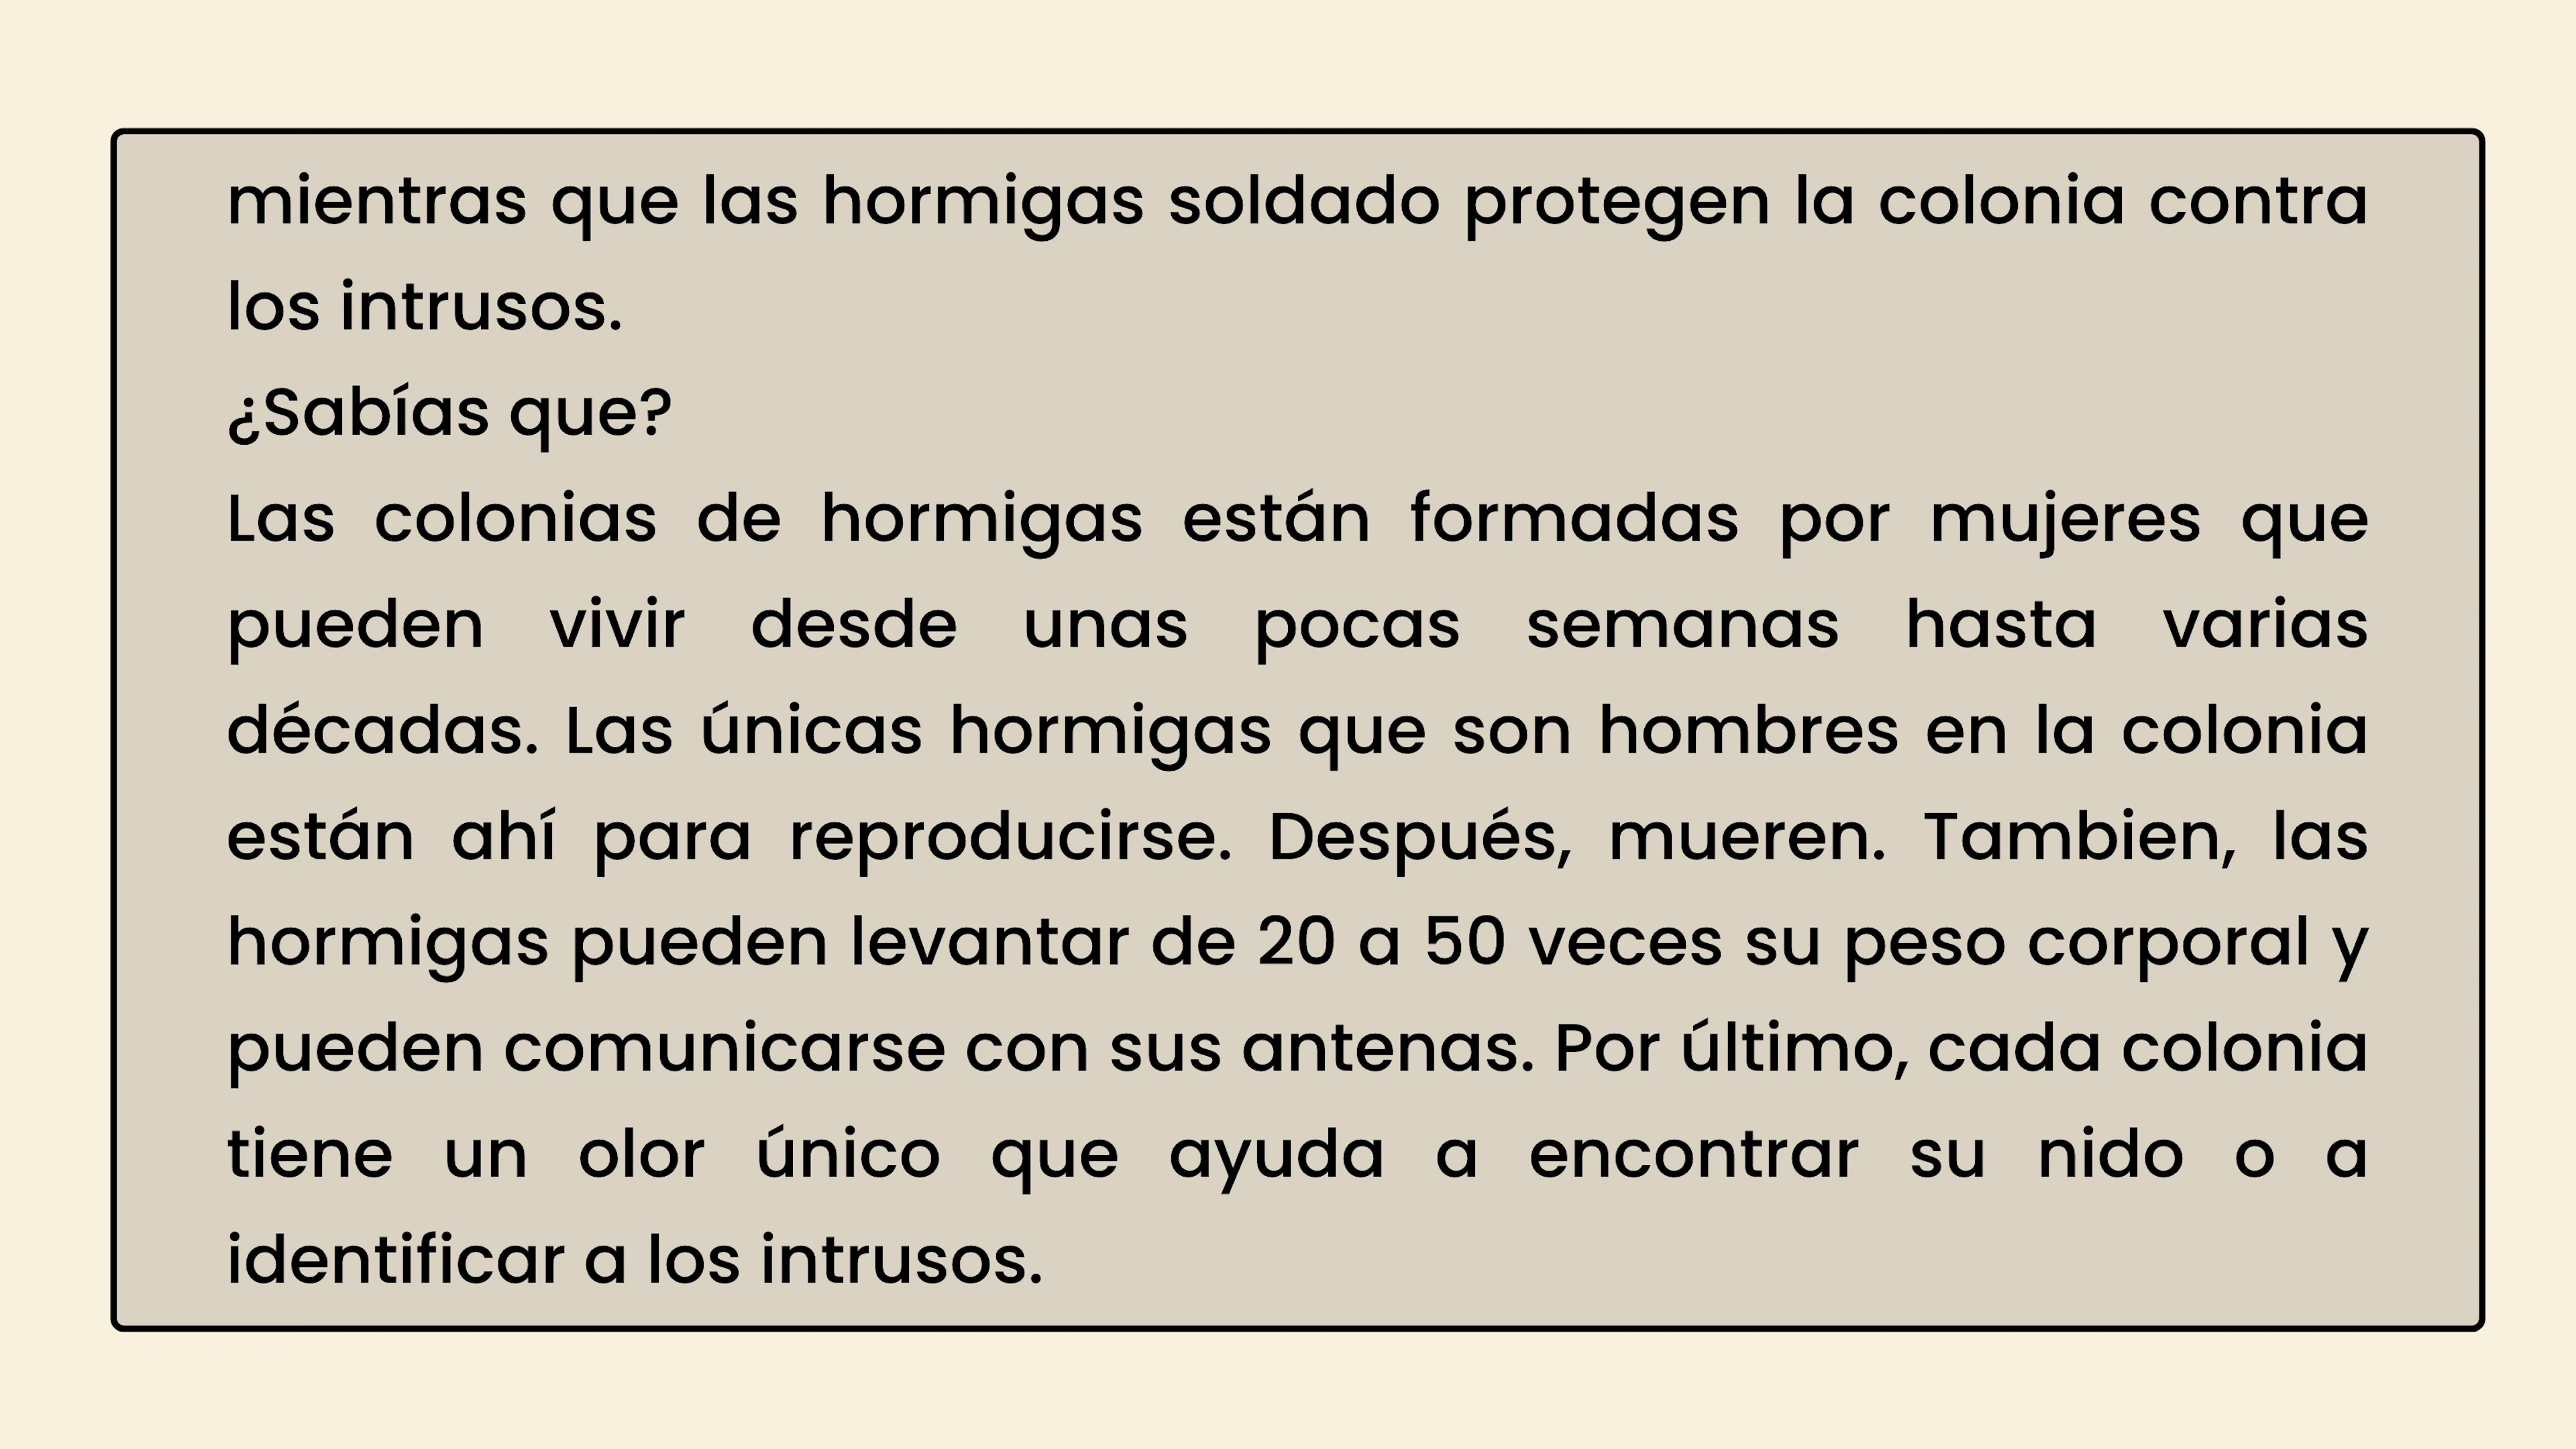 mientras que las hormigas soldado protegen la colonia contra
los intrusos.
¿Sabías que?
Las colonias de hormigas están formadas por mujeres que
pueden vivir desde unas pocas semanas hasta varias
décadas. Las únicas hormigas que son hombres en la colonia
están ahí para reproducirse. Después, mueren. Tambien, las
hormigas pueden levantar de 20 a 50 veces su peso corporal y
pueden comunicarse con sus antenas. Por último, cada colonia
tiene un olor único que ayuda a encontrar su nido o a
identificar a los intrusos.